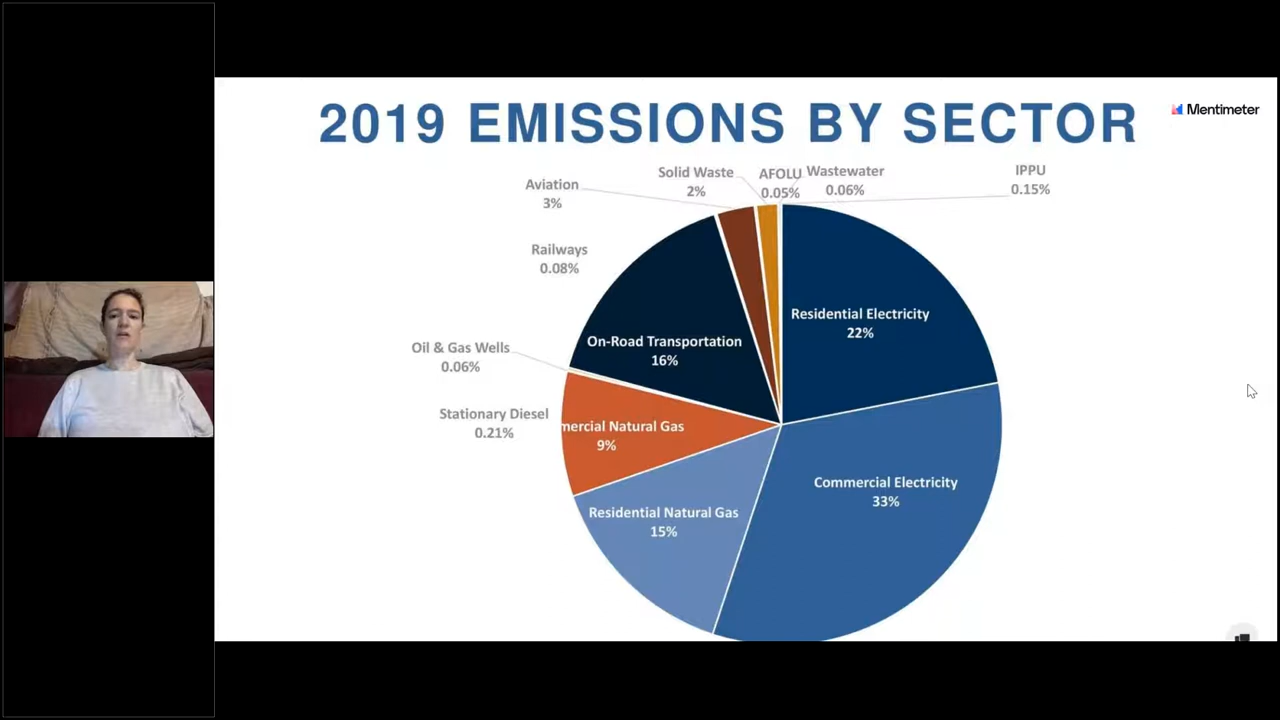 2019 EMISSIONS BY SECTOR
Mentimeter
Solid Waste
2%
AFOLU
0.05%
Wastewater
0.06%
IPPU
0.15%
Aviation
3%
Railways
0.08%
Residential Electricity
22%
On-Road Transportation
16%
Oil & Gas Wells
0.06%
Stationary Diesel
0.21%
mercial Natural Gas
9%
Commercial Electricity
33%
Residential Natural Gas
15%